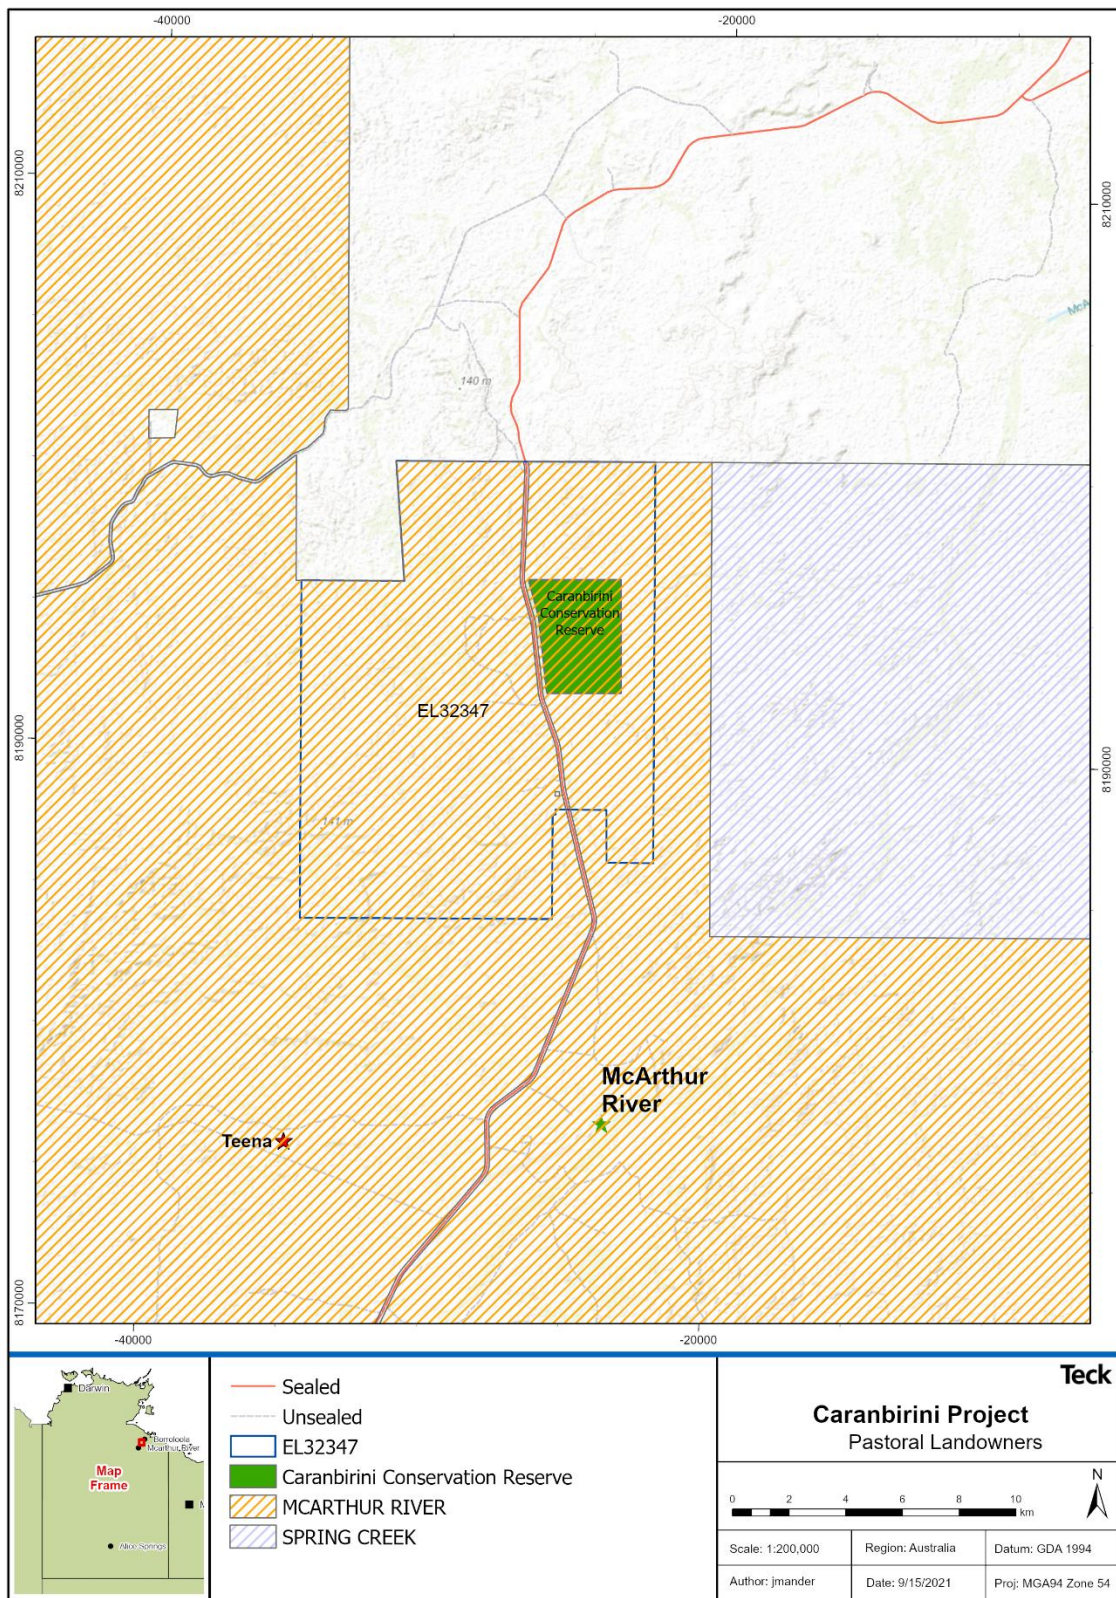 -40000
-20000
8210000
8210000
140 m
Caranbirini
Conservation
Reserve
EL32347
8190000
8190000
141 m
McArthur
River
Teena
8170000
8170000
-40000
-20000
Darwin
Borroloola
Mcarthur River
Map
Frame
Alice Springs
Sealed
Unsealed
EL32347
Caranbirini Conservation Reserve
MCARTHUR RIVER
SPRING CREEK
Teck
Caranbirini Project
Pastoral Landowners
N
0 2 4 6 8 10
km
Scale: 1:200,000
Region: Australia
Datum: GDA 1994
Author: jmander
Date: 9/15/2021
Proj: MGA94 Zone 54